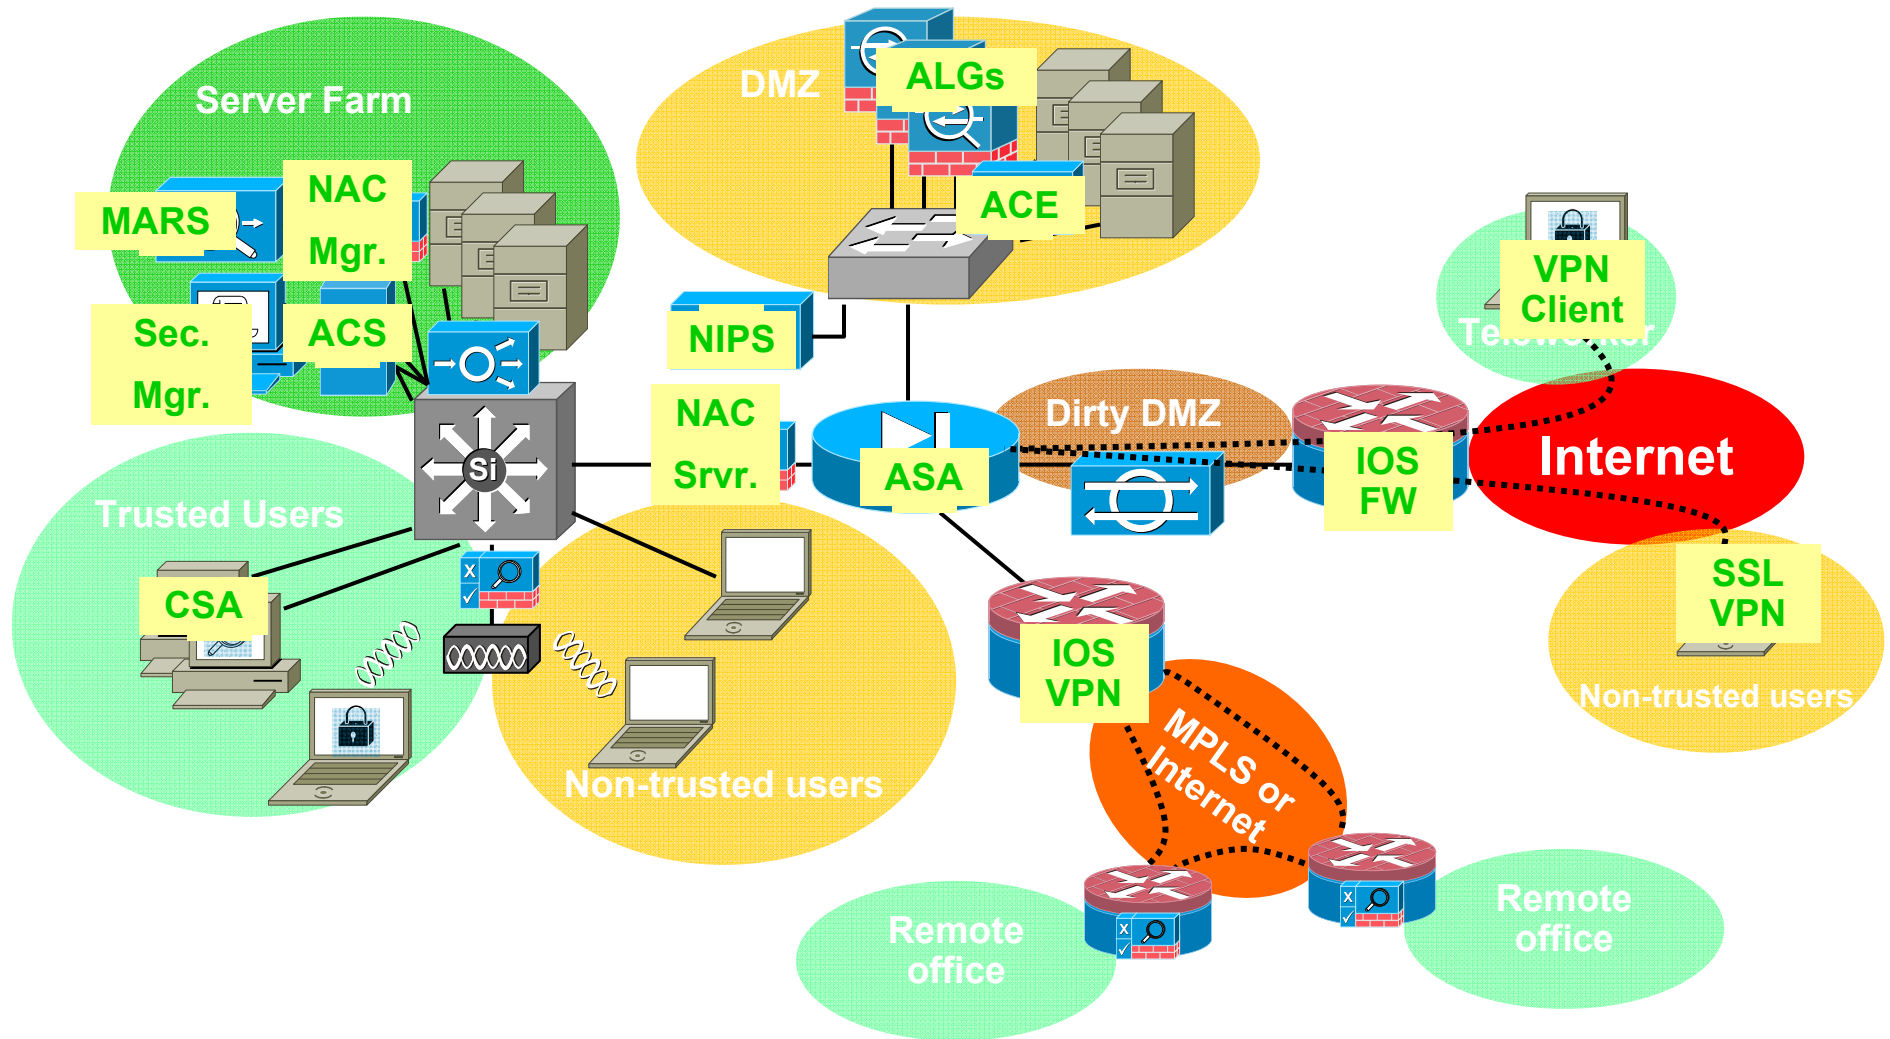 Server Farm
DMZ
ALGs
MARS
NAC
Mgr.
ACE
Sec.
Mgr.
ACS
NIPS
VPN
Client
Teleworker
NAC
Srvr.
Dirty DMZ
Si
ASA
IOS
FW
Internet
Trusted Users
CSA
X
SSL
VPN
Non-trusted users
IOS
VPN
Non-trusted users
MPLS or
Internet
X
X
Remote
office
Remote
office